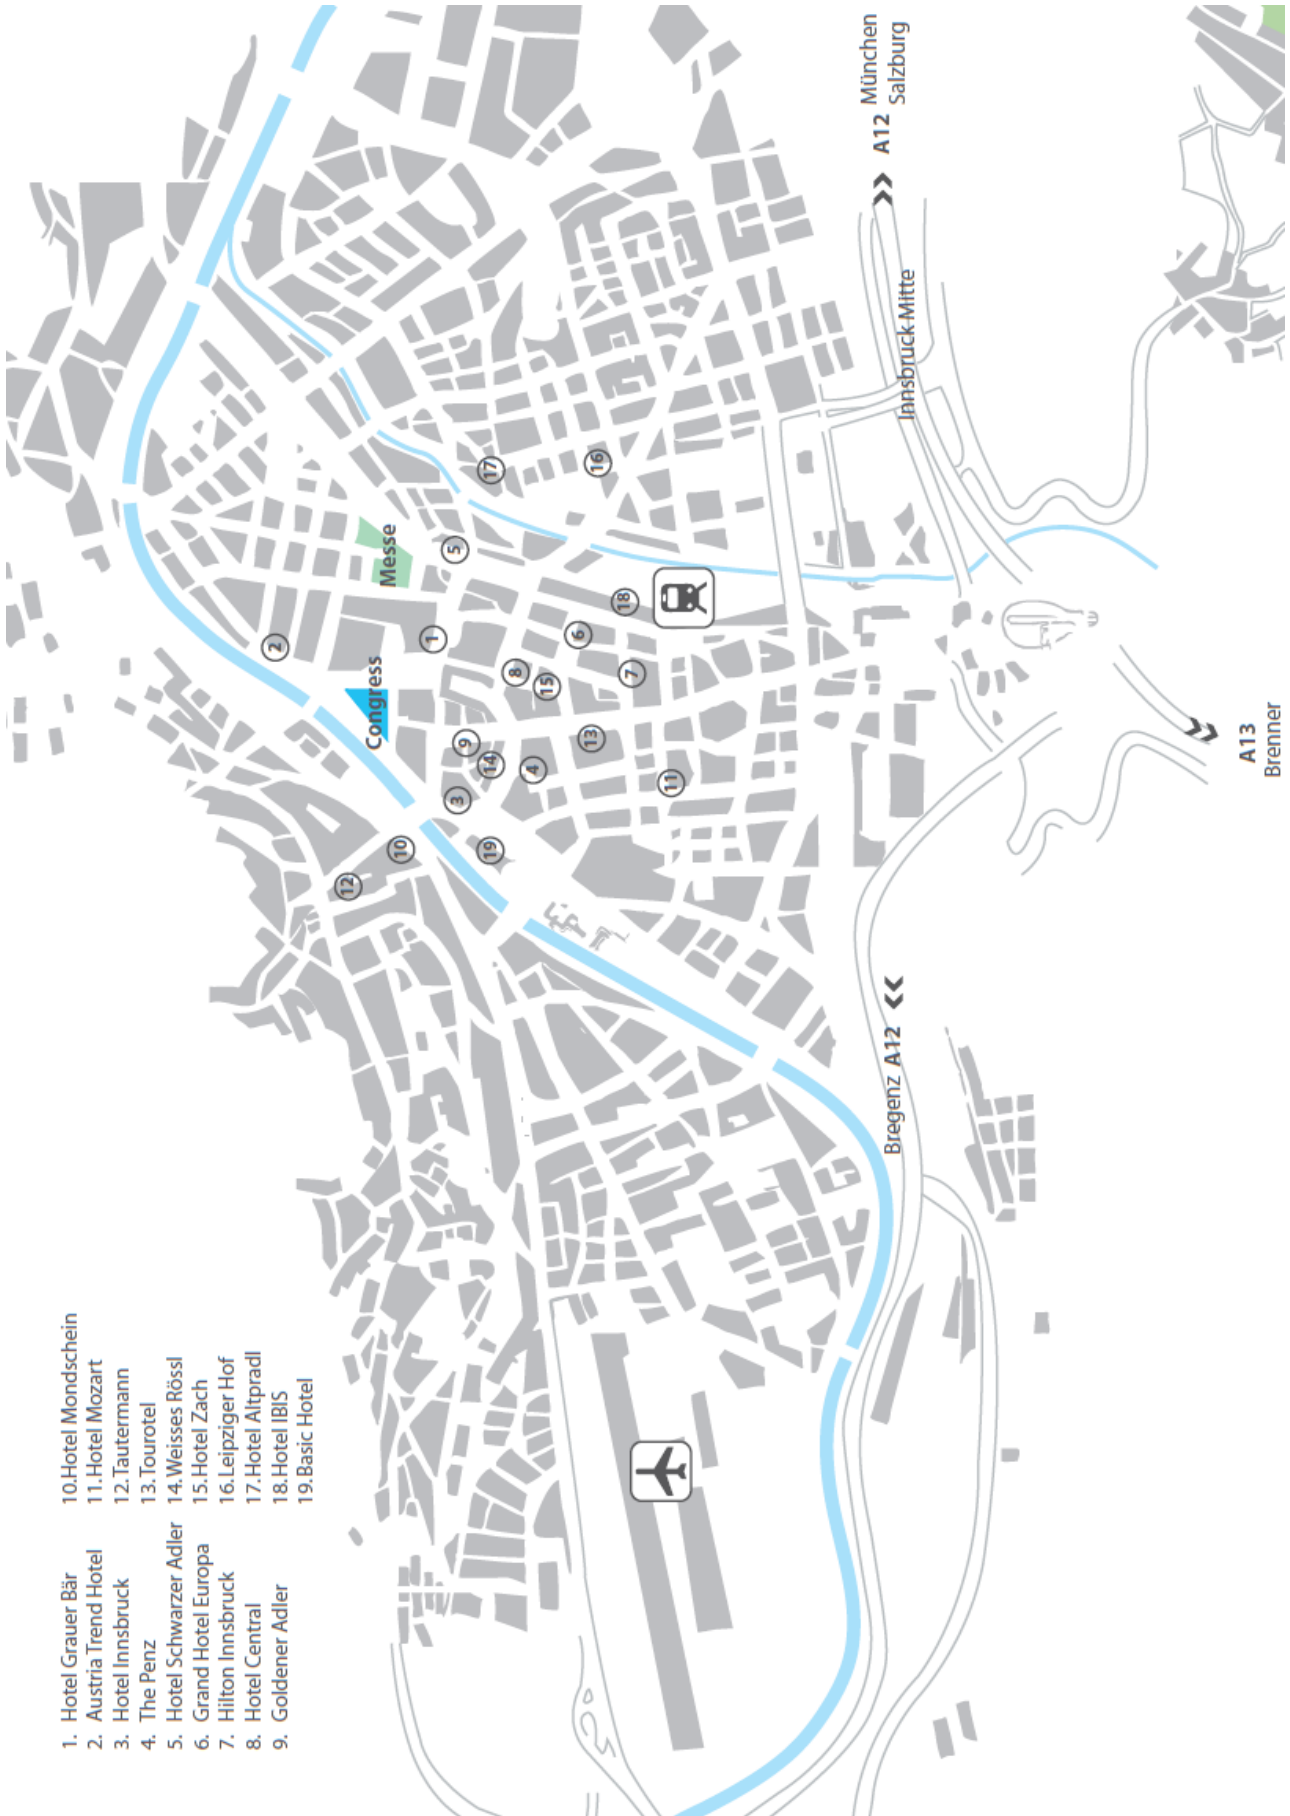 1. Hotel Grauer Bär
2. Austria Trend Hotel
3. Hotel Innsbruck
4. The Penz
5. Hotel Schwarzer Adler
6. Grand Hotel Europa
7. Hilton Innsbruck
8. Hotel Central
9. Goldener Adler
10.Hotel Mondschein
11.Hotel Mozart
12.Tautermann
13.Tourotel
14.Weisses Rössl
15.Hotel Zach
16.Leipziger Hof
17.Hotel Altpradl
18.Hotel IBIS
19.Basic Hotel
2
Messe
Congress
12
10
1
5
3
9
14
19
17
8
4
15
6
13
16
18
7
11
A12 München
Salzburg
Innsbruck-Mitte
Bregenz A12
A13
Brenner